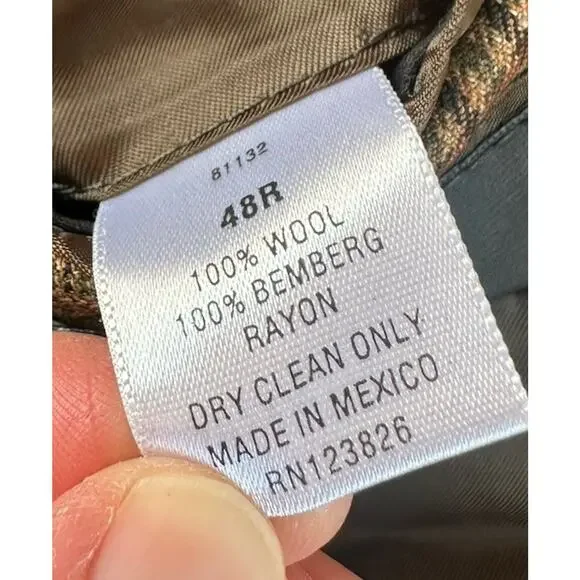 81132
48R
100% WOOL
100% BEMBERG
RAYON
DRY CLEAN ONLY
MADE IN MEXICO
RN123826